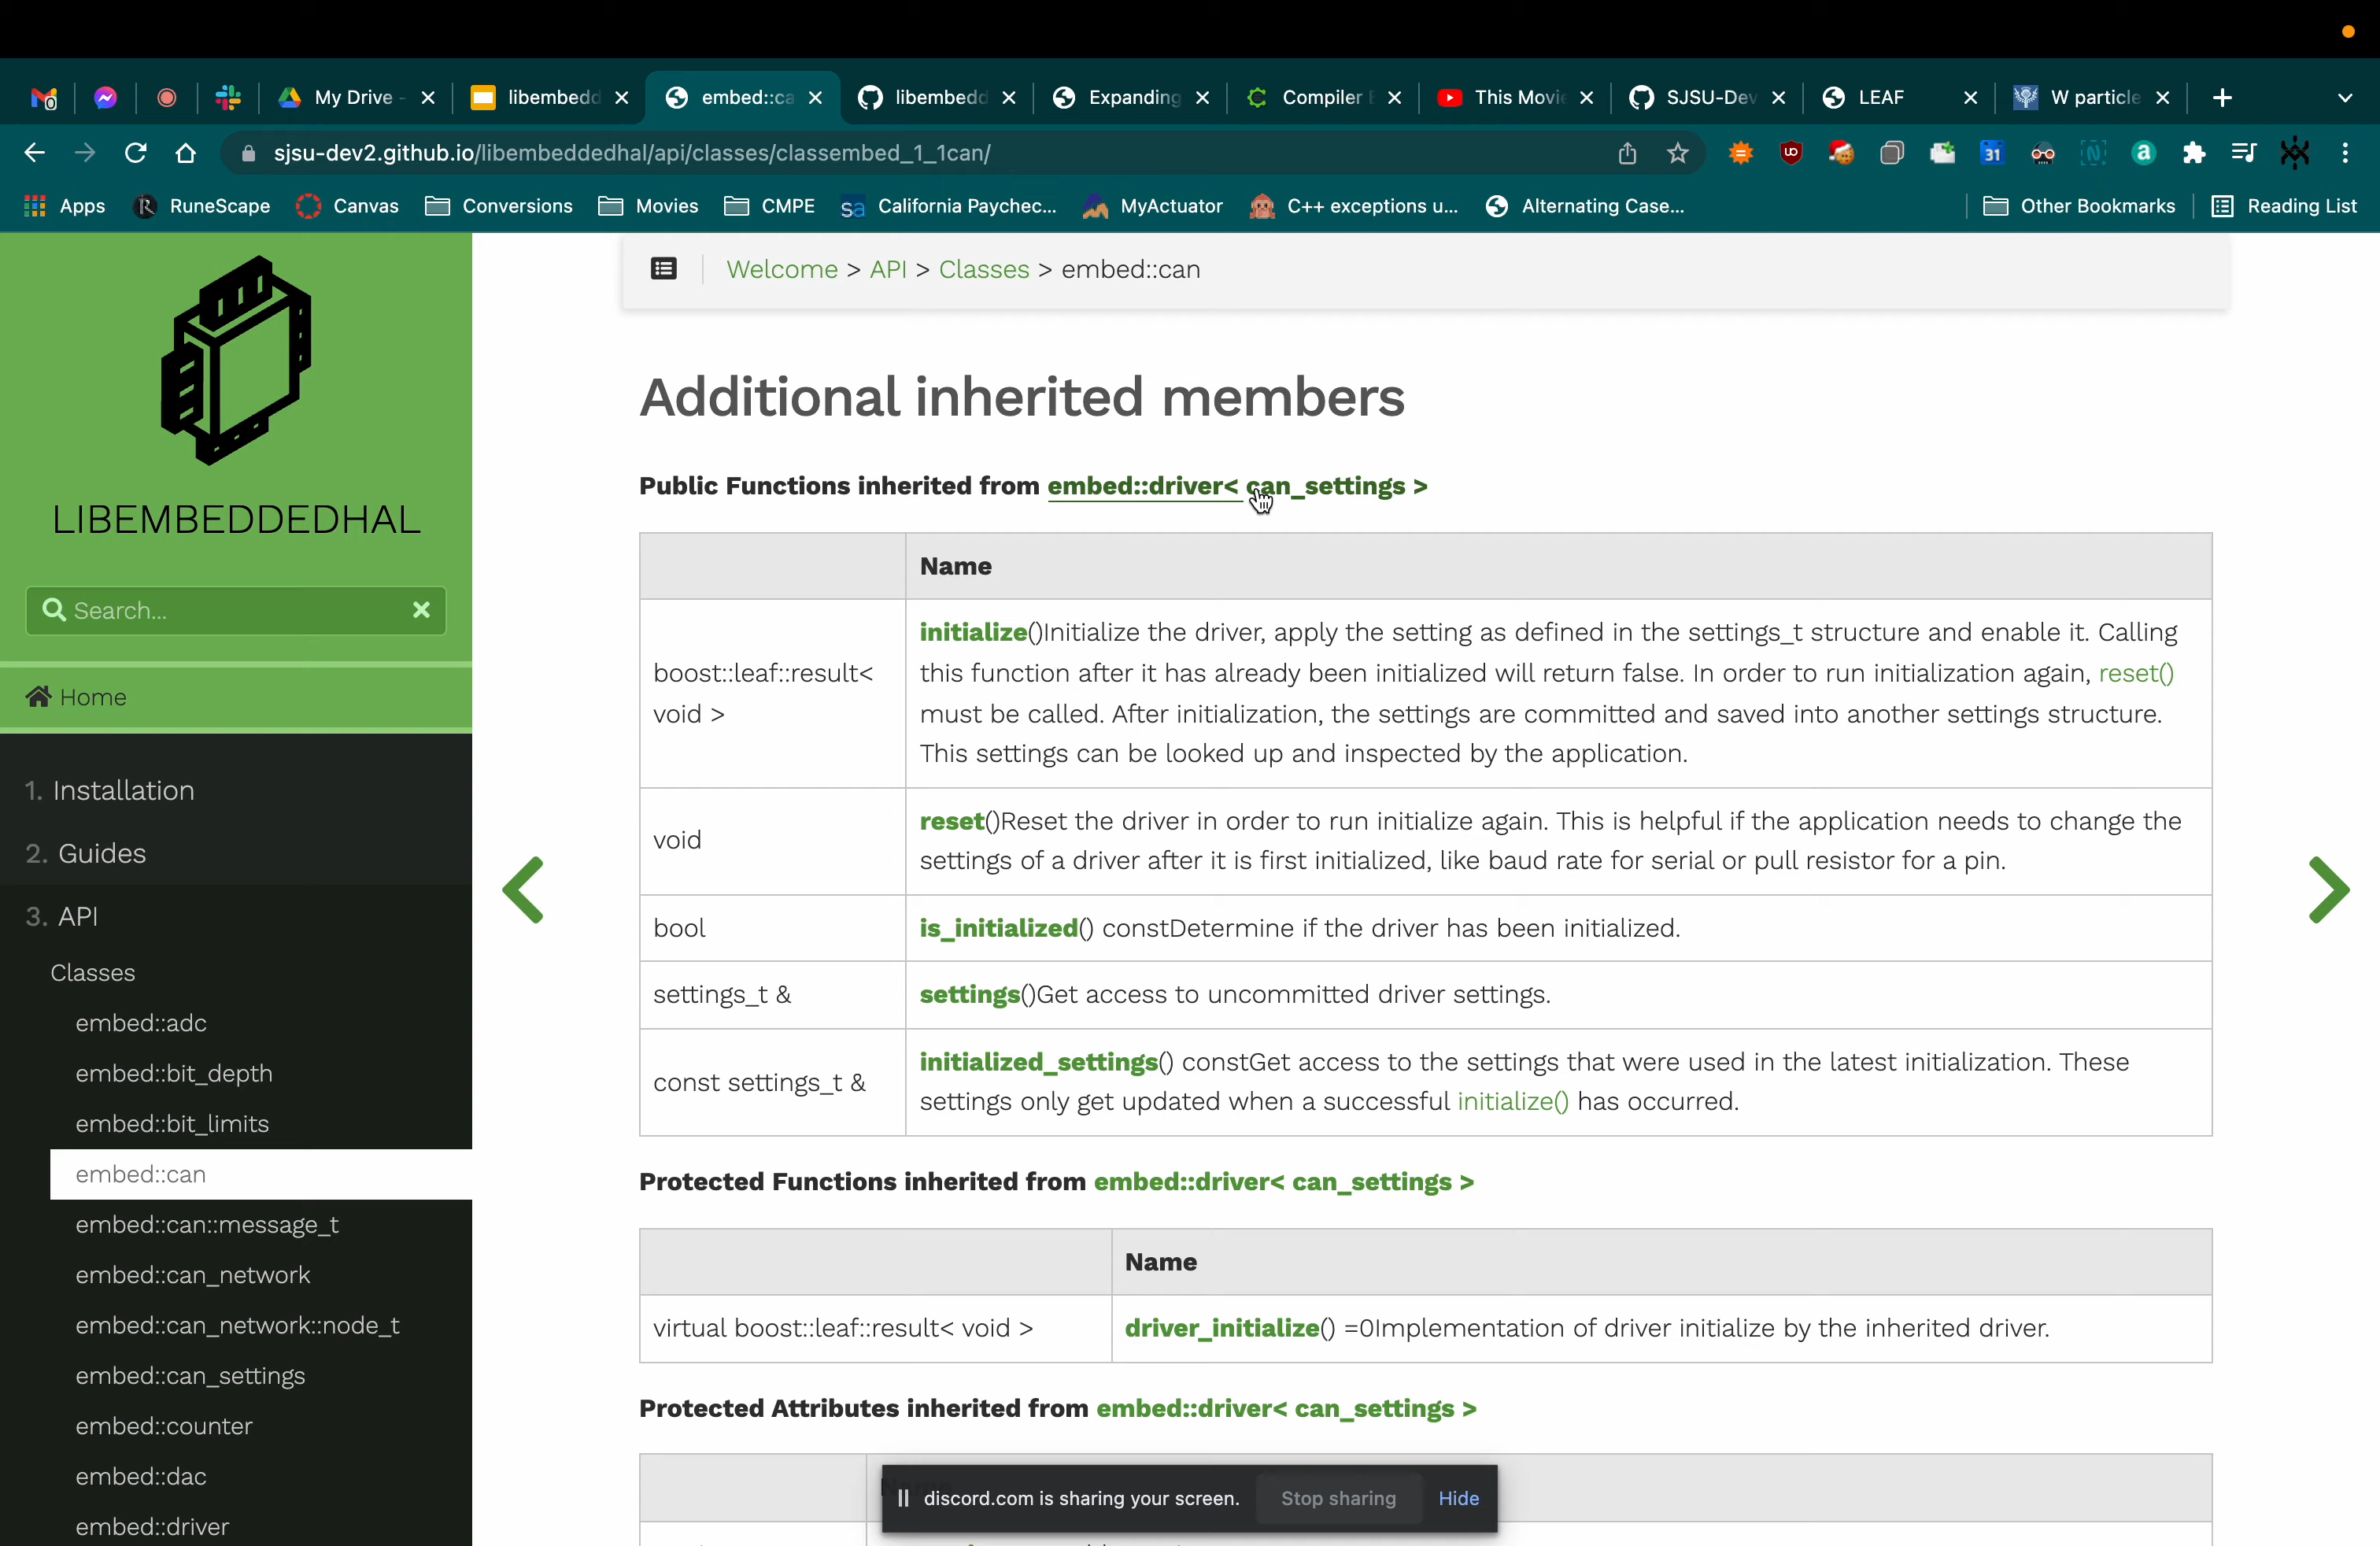 My Drive -
libembedd
embed::ca
libembedd
Expanding
Compiler E
This Movie
SJSU-Dev
LEAF
W particle
sjsu-dev2.github.io/libembeddedhal/api/classes/classembed_1_1can/
Apps
RuneScape
Canvas
Conversions
Movies
CMPE
California Paychec...
MyActuator
C++ exceptions u...
Alternating Case...
Other Bookmarks
Reading List
LIBEMBEDDEDHAL
Search...
Home
1. Installation
2. Guides
3. API
Classes
embed::adc
embed::bit_depth
embed::bit_limits
embed::can
embed::can::message_t
embed::can_network
embed::can_network::node_t
embed::can_settings
embed::counter
embed::dac
embed::driver
Welcome > API > Classes > embed::can
Additional inherited members
Public Functions inherited from embed::driver< can_settings >
Name
boost::leaf::result<
void >
initialize()Initialize the driver, apply the setting as defined in the settings_t structure and enable it. Calling
this function after it has already been initialized will return false. In order to run initialization again, reset()
must be called. After initialization, the settings are committed and saved into another settings structure.
This settings can be looked up and inspected by the application.
void
reset()Reset the driver in order to run initialize again. This is helpful if the application needs to change the
settings of a driver after it is first initialized, like baud rate for serial or pull resistor for a pin.
bool
is_initialized() constDetermine if the driver has been initialized.
settings_t &
settings()Get access to uncommitted driver settings.
const settings_t &
initialized_settings() constGet access to the settings that were used in the latest initialization. These
settings only get updated when a successful initialize() has occurred.
Protected Functions inherited from embed::driver< can_settings >
Name
virtual boost::leaf::result< void >
driver_initialize() =0Implementation of driver initialize by the inherited driver.
Protected Attributes inherited from embed::driver< can_settings >
discord.com is sharing your screen.
Stop sharing
Hide